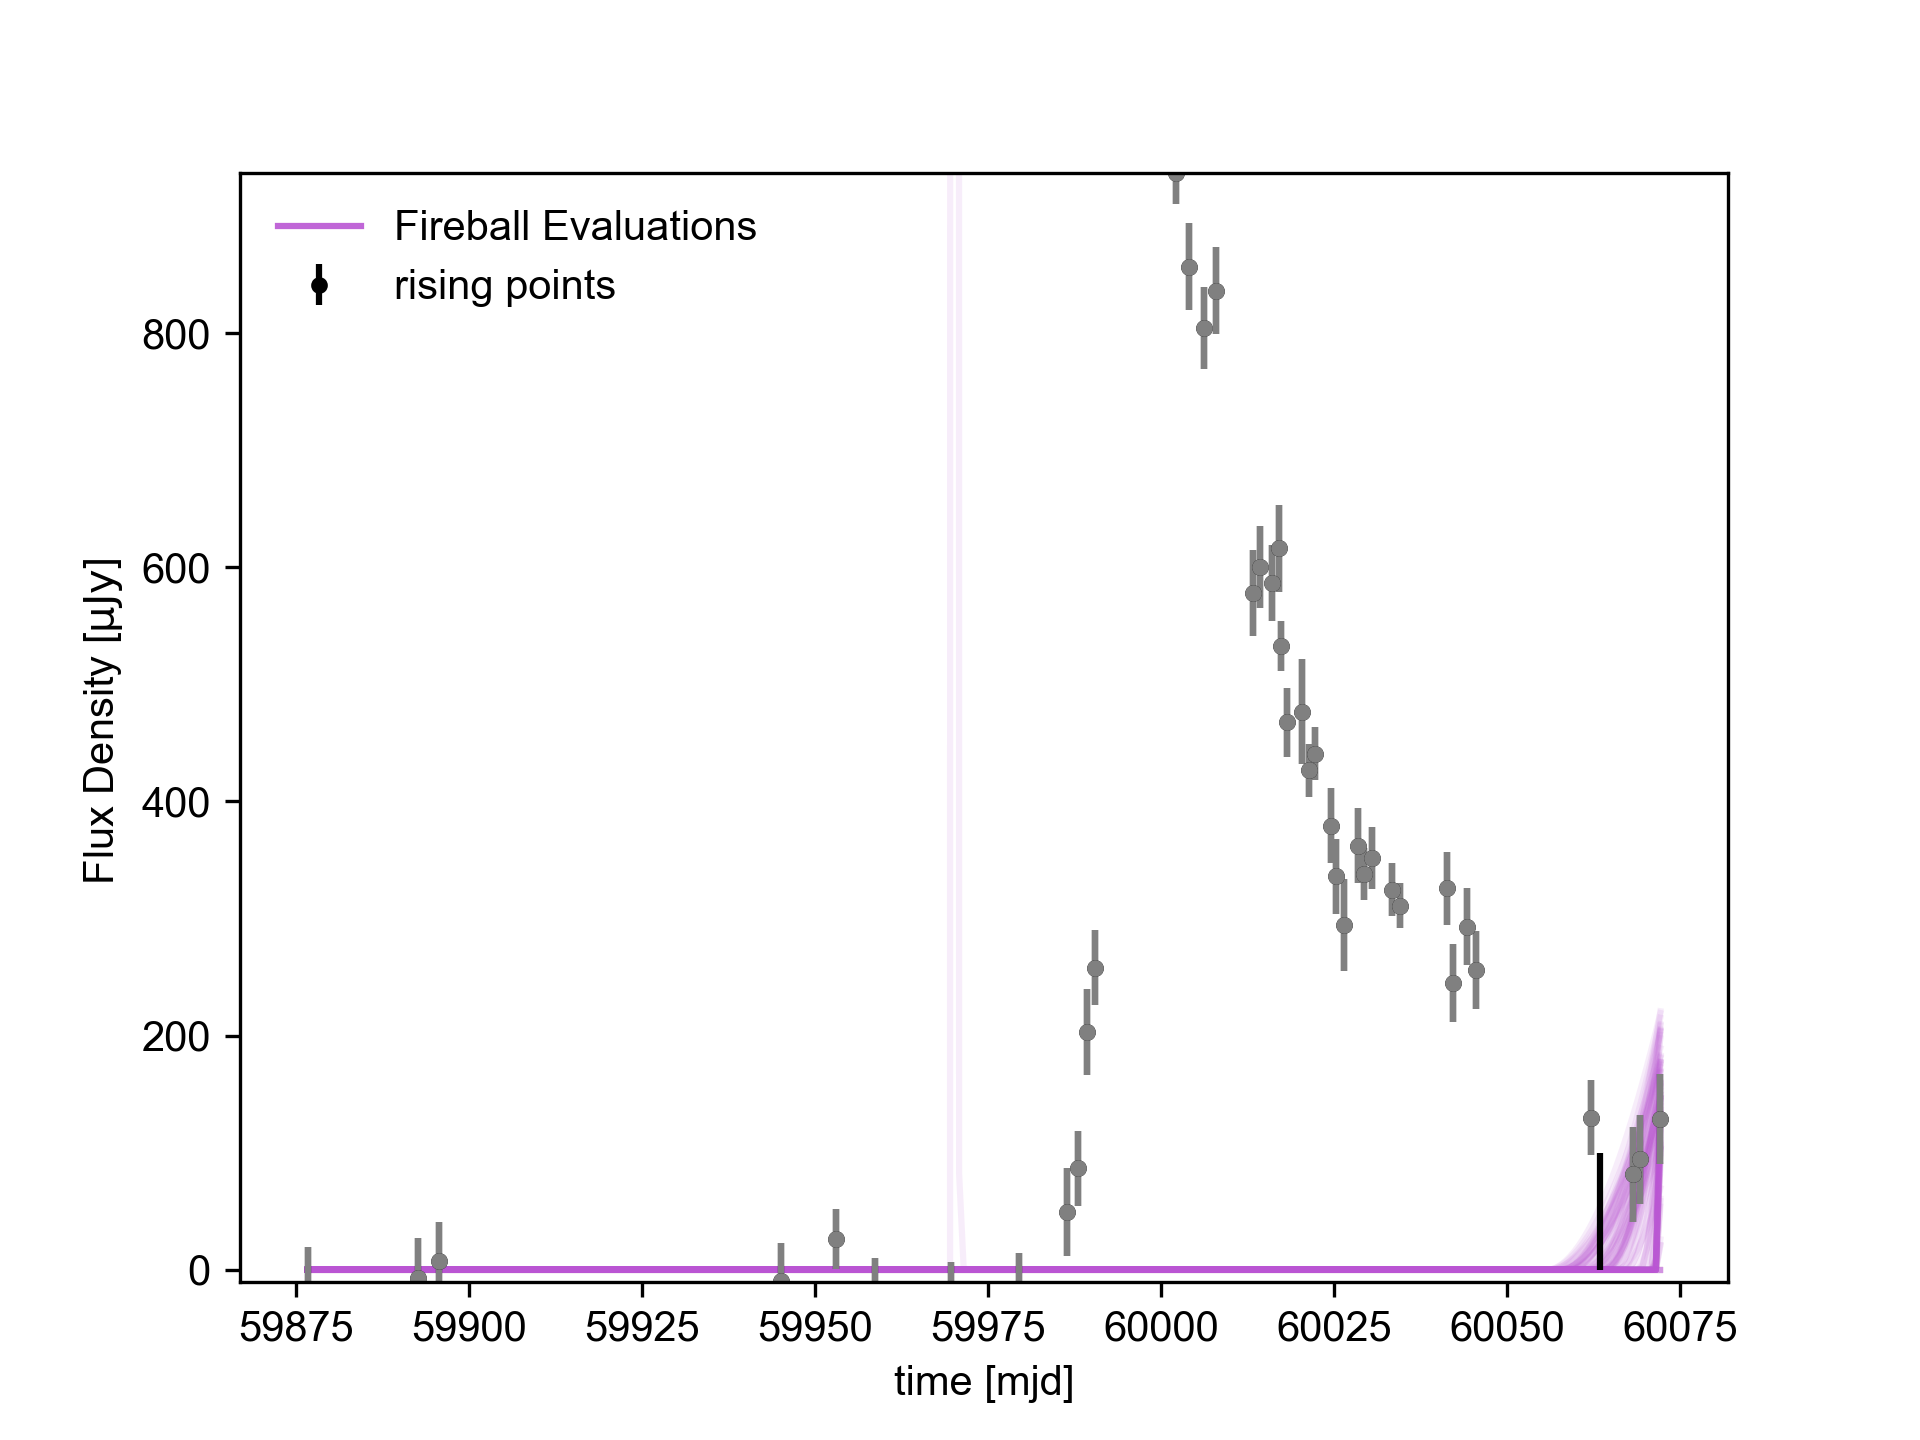 Fireball Evaluations
rising points
Flux Density [µJy]
800
600
400
200
0
59875 59900 59925 59950 59975 60000 60025 60050 60075
time [mjd]